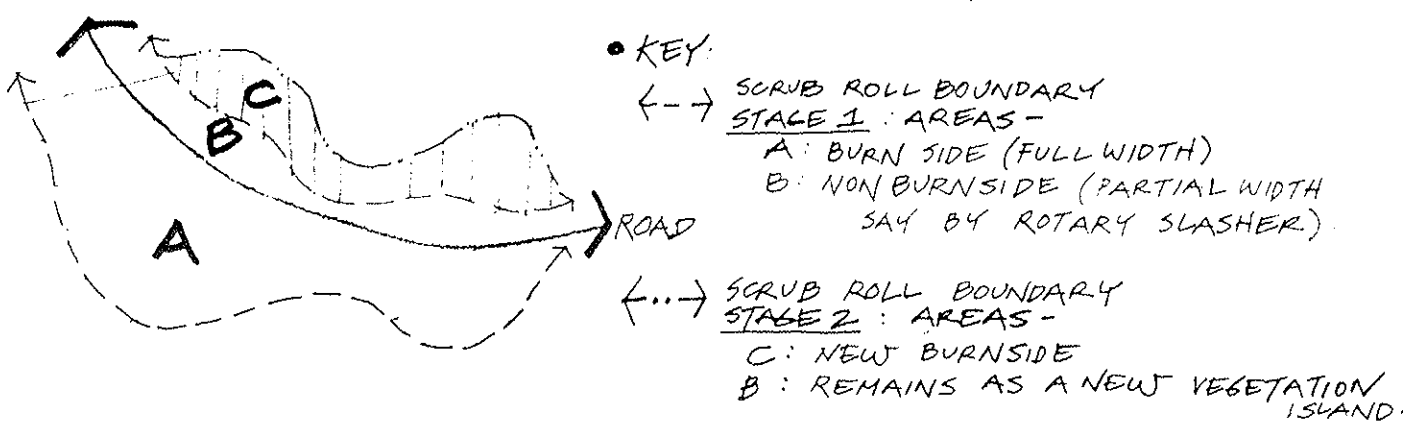 C
B
A
ROAD
• KEY:
<--> SCRUB ROLL BOUNDARY
STAGE 1 : AREAS -
A: BURN SIDE (FULL WIDTH)
B: NON BURNSIDE (PARTIAL WIDTH
SAY BY ROTARY SLASHER).
<··-> SCRUB ROLL BOUNDARY
STAGE 2 : AREAS -
C: NEW BURNSIDE
B : REMAINS AS A NEW VEGETATION
ISLAND.